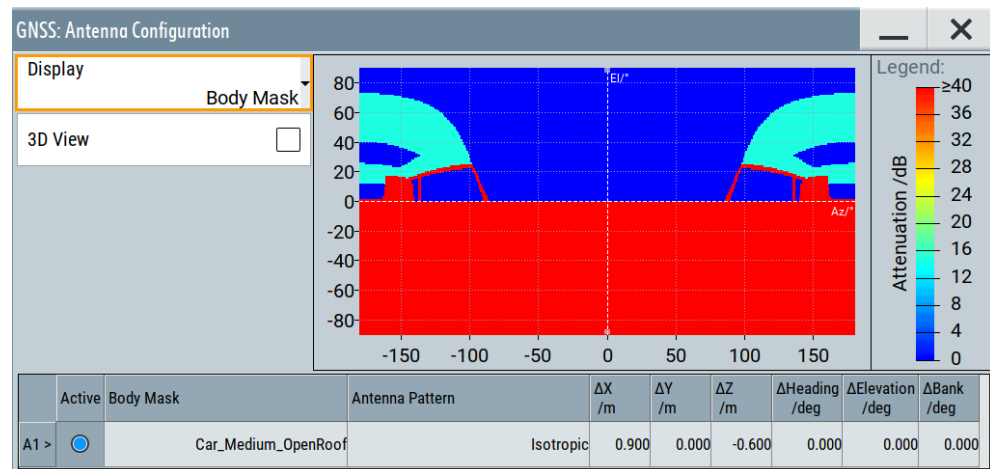 GNSS: Antenna Configuration
Display
Body Mask
3D View
El/°
Az/°
80
60
40
20
0
-20
-40
-60
-80
-150 -100 -50 0 50 100 150
Legend:
Attenuation /dB
≥40
36
32
28
24
20
16
12
8
4
0
Active Body Mask Antenna Pattern ΔX /m ΔY /m ΔZ /m ΔHeading /deg ΔElevation /deg ΔBank /deg
A1 > Car_Medium_OpenRoof Isotropic 0.900 0.000 -0.600 0.000 0.000 0.000